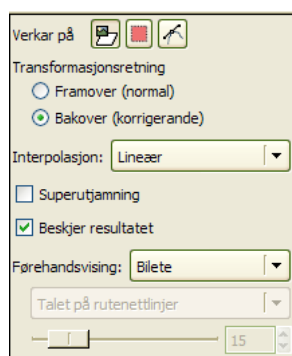 Verkar på
Transformasjonsretning
Framover (normal)
Bakover (korrigerande)
Interpolasjon: Lineær
Superutjamning
Beskjer resultatet
Førehandsvising: Bilete
Talet på rutenettlinjer
15